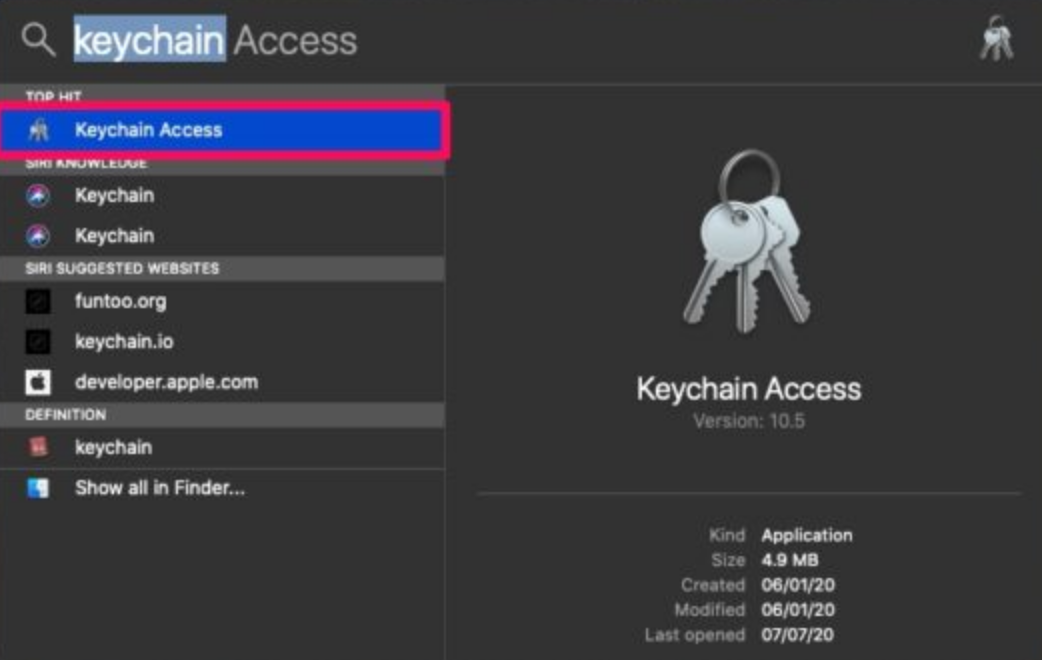 keychain Access
TOP HIT
Keychain Access
SIRI KNOWLEDGE
Keychain
Keychain
SIRI SUGGESTED WEBSITES
funtoo.org
keychain.io
developer.apple.com
DEFINITION
keychain
Show all in Finder...
Keychain Access
Version: 10.5
Kind Application
Size 4.9 MB
Created 06/01/20
Modified 06/01/20
Last opened 07/07/20